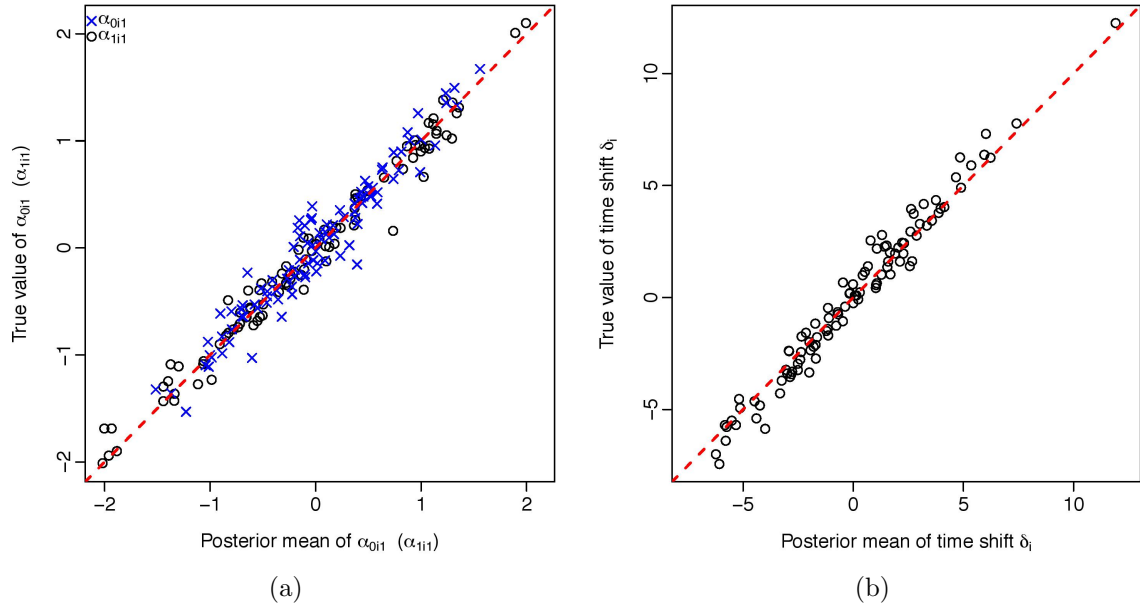 × α0i1
○ α1i1
True value of α0i1 (α1i1)
2
1
0
−1
−2
−2 −1 0 1 2
Posterior mean of α0i1 (α1i1)
(a)
True value of time shift δi
10
5
0
−5
−5 0 5 10
Posterior mean of time shift δi
(b)